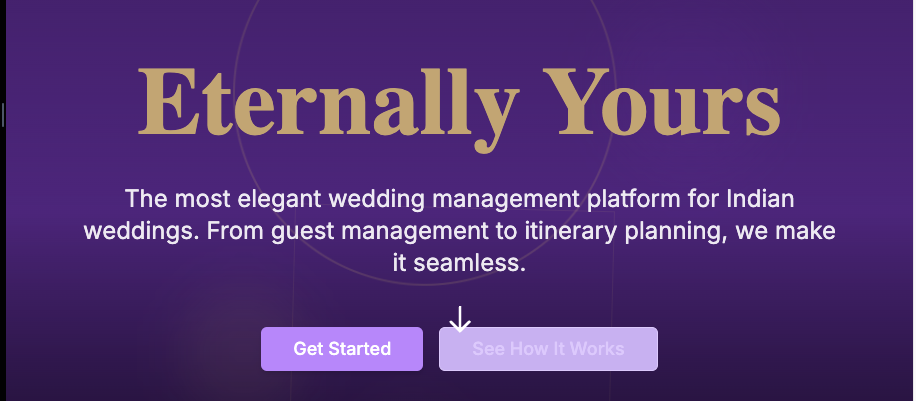 Eternally Yours
The most elegant wedding management platform for Indian
weddings. From guest management to itinerary planning, we make
it seamless.
Get Started
See How It Works